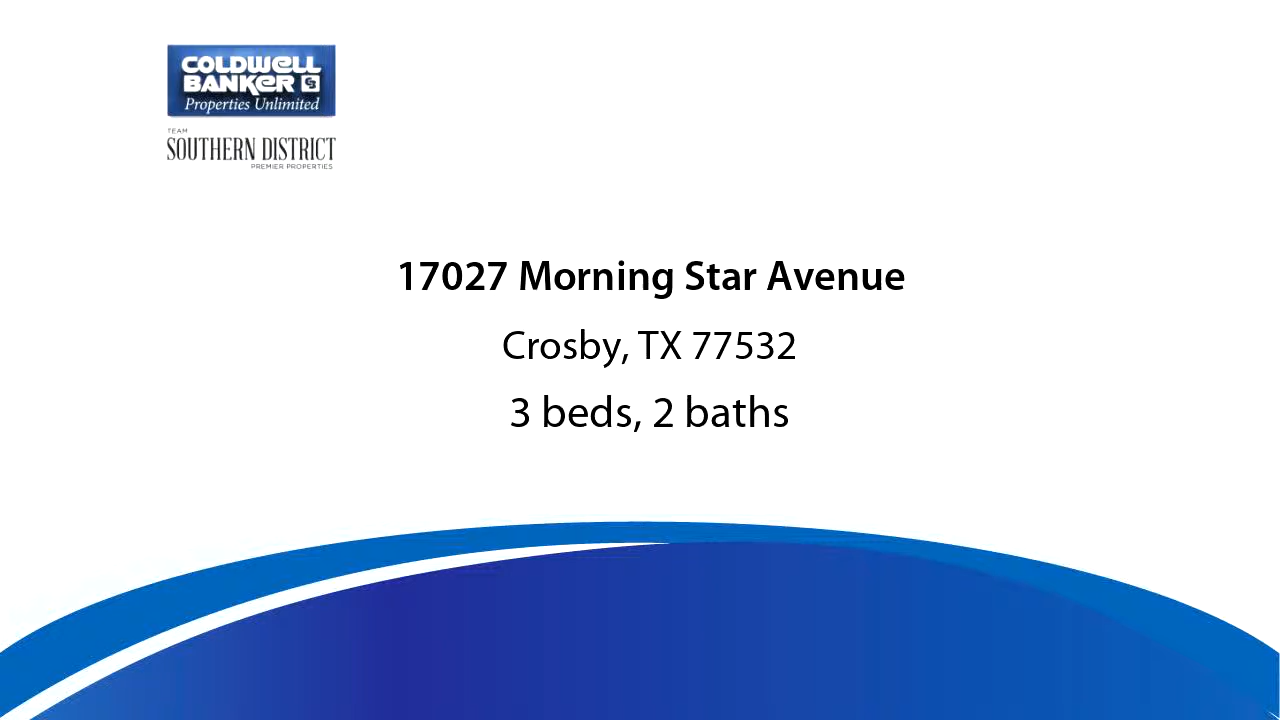 COLDWELL
BANKER CB
Properties Unlimited
TEAM
SOUTHERN DISTRICT
PREMIER PROPERTIES
17027 Morning Star Avenue
Crosby, TX 77532
3 beds, 2 baths